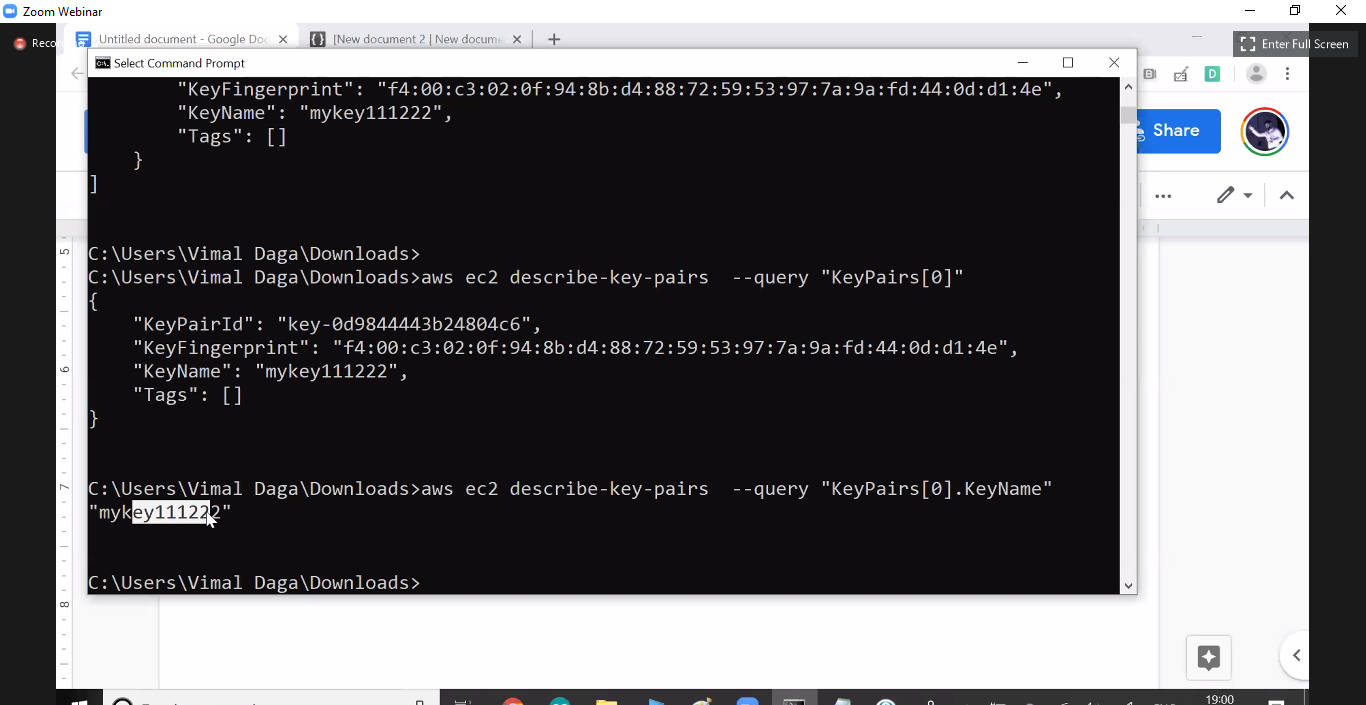 Zoom Webinar
Untitled document - Google Doc
[New document 2 | New docume
Enter Full Screen
Select Command Prompt
"KeyFingerprint": "f4:00:c3:02:0f:94:8b:d4:88:72:59:53:97:7a:9a:fd:44:0d:d1:4e",
"KeyName": "mykey111222",
"Tags": []
}
]
Share
C:\Users\Vimal Daga\Downloads>
C:\Users\Vimal Daga\Downloads>aws ec2 describe-key-pairs --query "KeyPairs[0]"
{
"KeyPairId": "key-0d9844443b24804c6",
"KeyFingerprint": "f4:00:c3:02:0f:94:8b:d4:88:72:59:53:97:7a:9a:fd:44:0d:d1:4e",
"KeyName": "mykey111222",
"Tags": []
}
C:\Users\Vimal Daga\Downloads>aws ec2 describe-key-pairs --query "KeyPairs[0].KeyName"
"mykey111222"
C:\Users\Vimal Daga\Downloads>
5
6
7
8
D
19:00